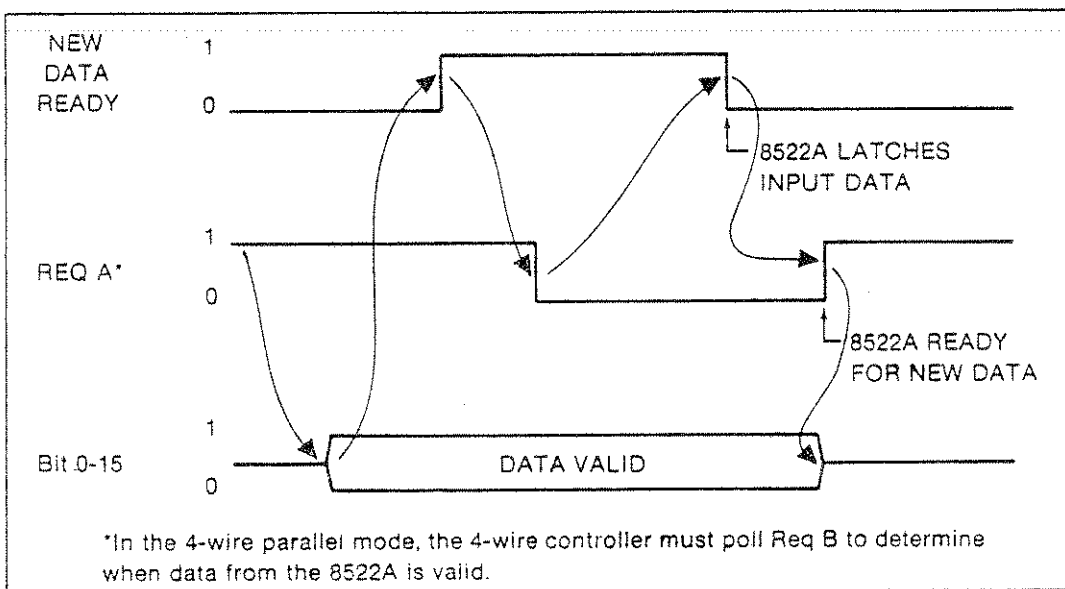 NEW
DATA
READY
1
0
8522A LATCHES
INPUT DATA
REQ A*
1
0
8522A READY
FOR NEW DATA
Bit 0-15
1
0
DATA VALID
*In the 4-wire parallel mode, the 4-wire controller must poll Req B to determine
when data from the 8522A is valid.